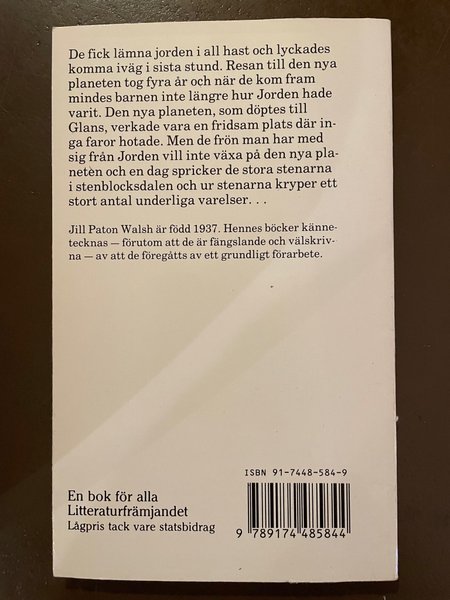 De fick lämna jorden i all hast och lyckades
komma iväg i sista stund. Resan till den nya
planeten tog fyra år och när de kom fram
mindes barnen inte längre hur Jorden hade
varit. Den nya planeten, som döptes till
Glans, verkade vara en fridsam plats där in-
ga faror hotade. Men de frön man har med
sig från Jorden vill inte växa på den nya pla-
netèn och en dag spricker de stora stenarna
i stenblocksdalen och ur stenarna kryper ett
stort antal underliga varelser. . .
Jill Paton Walsh är född 1937. Hennes böcker känne-
tecknas — förutom att de är fängslande och välskriv-
na — av att de föregåtts av ett grundligt förarbete.
ISBN 91-7448-584-9
En bok för alla
Litteraturfrämjandet
Lågpris tack vare statsbidrag
9 789174 485844